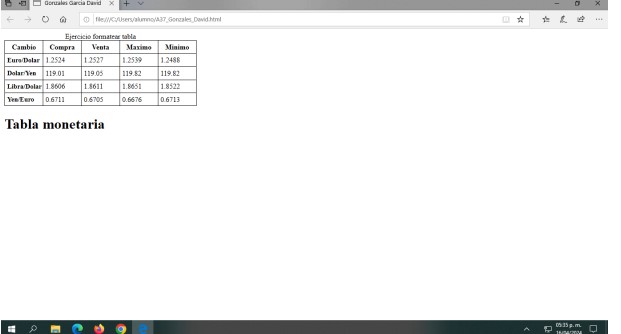 Gonzales Garcia David
file:///C:/Users/alumno/A37_Gonzales_David.html
Ejercicio formatear tabla
Cambio Compra Venta Maximo Minimo
Euro/Dolar 1.2524 1.2527 1.2539 1.2488
Dolar/Yen 119.01 119.05 119.82 119.82
Libra/Dolar 1.8606 1.8611 1.8651 1.8522
Yen/Euro 0.6711 0.6705 0.6676 0.6713
Tabla monetaria
05:35 p. m.
16/04/2024